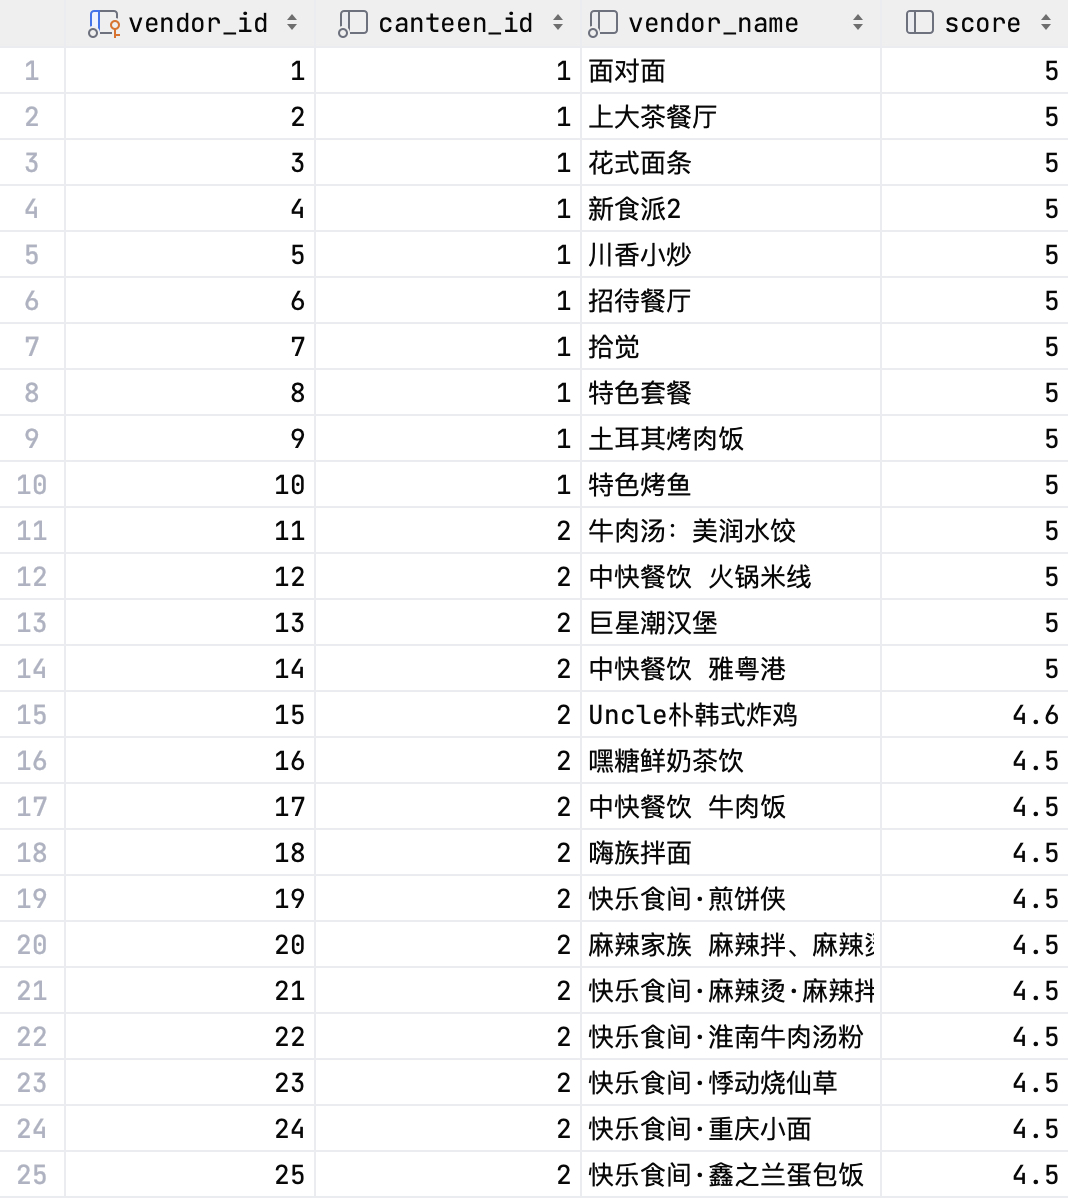 vendor_id canteen_id vendor_name score
1 1 1 面对面 5
2 2 1 上大茶餐厅 5
3 3 1 花式面条 5
4 4 1 新食派2 5
5 5 1 川香小炒 5
6 6 1 招待餐厅 5
7 7 1 拾觉 5
8 8 1 特色套餐 5
9 9 1 土耳其烤肉饭 5
10 10 1 特色烤鱼 5
11 11 2 牛肉汤：美润水饺 5
12 12 2 中快餐饮 火锅米线 5
13 13 2 巨星潮汉堡 5
14 14 2 中快餐饮 雅粤港 5
15 15 2 Uncle朴韩式炸鸡 4.6
16 16 2 嘿糖鲜奶茶饮 4.5
17 17 2 中快餐饮 牛肉饭 4.5
18 18 2 嗨族拌面 4.5
19 19 2 快乐食间·煎饼侠 4.5
20 20 2 麻辣家族 麻辣拌、麻辣 4.5
21 21 2 快乐食间·麻辣烫·麻辣拌 4.5
22 22 2 快乐食间·淮南牛肉汤粉 4.5
23 23 2 快乐食间·悸动烧仙草 4.5
24 24 2 快乐食间·重庆小面 4.5
25 25 2 快乐食间·鑫之兰蛋包饭 4.5